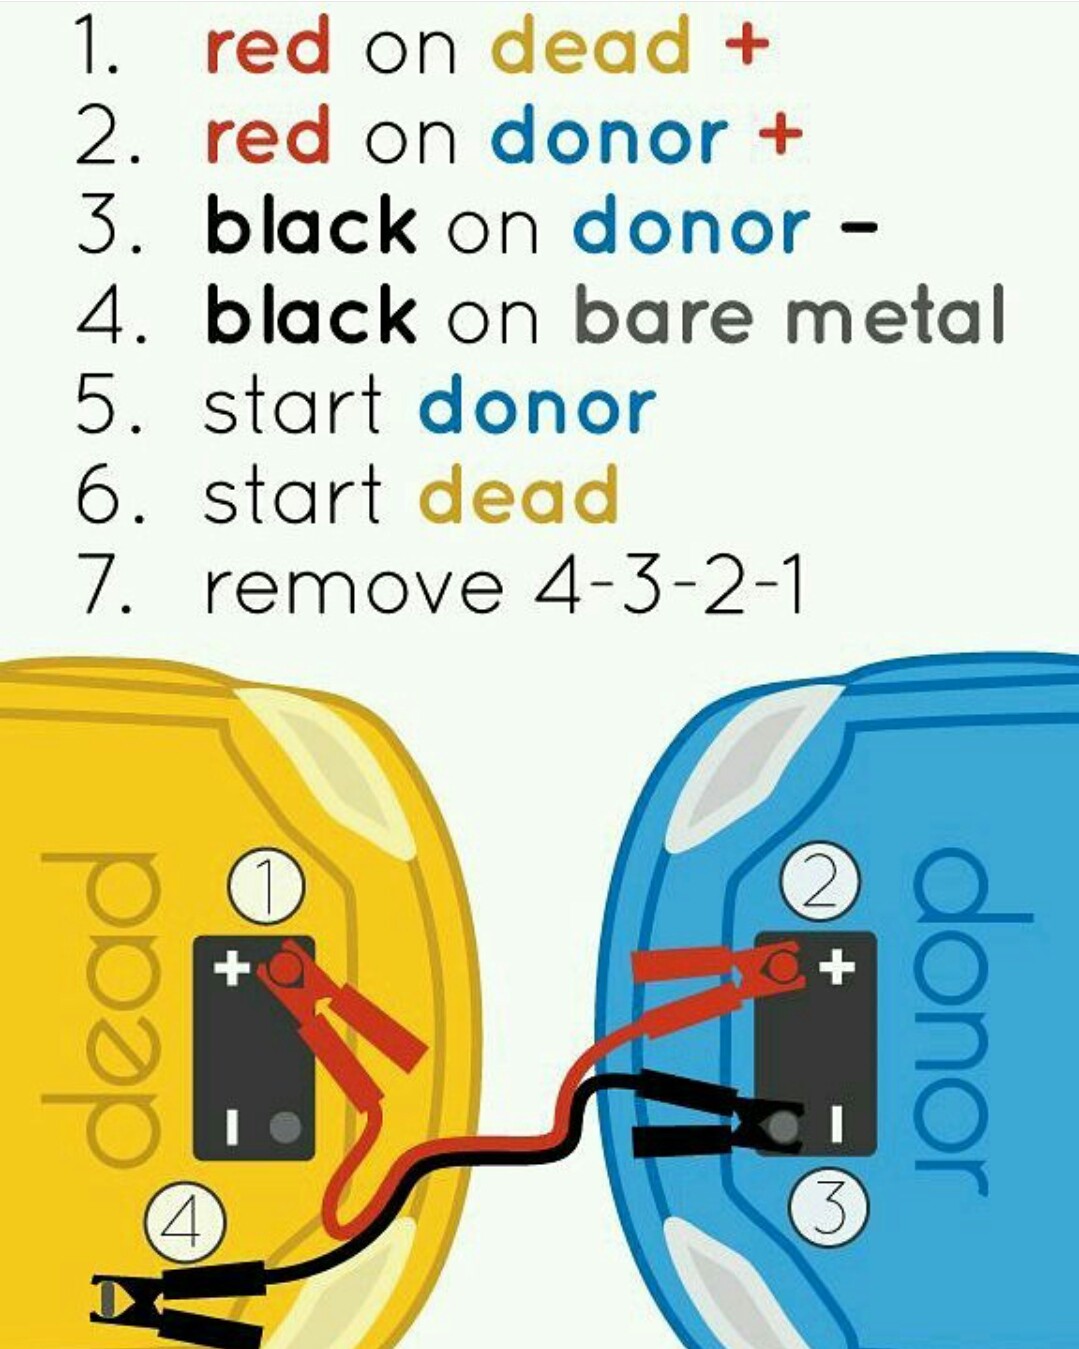 1. red on dead +
2. red on donor +
3. black on donor -
4. black on bare metal
5. start donor
6. start dead
7. remove 4-3-2-1
dead
1
+
-
4
2
+
-
3
donor